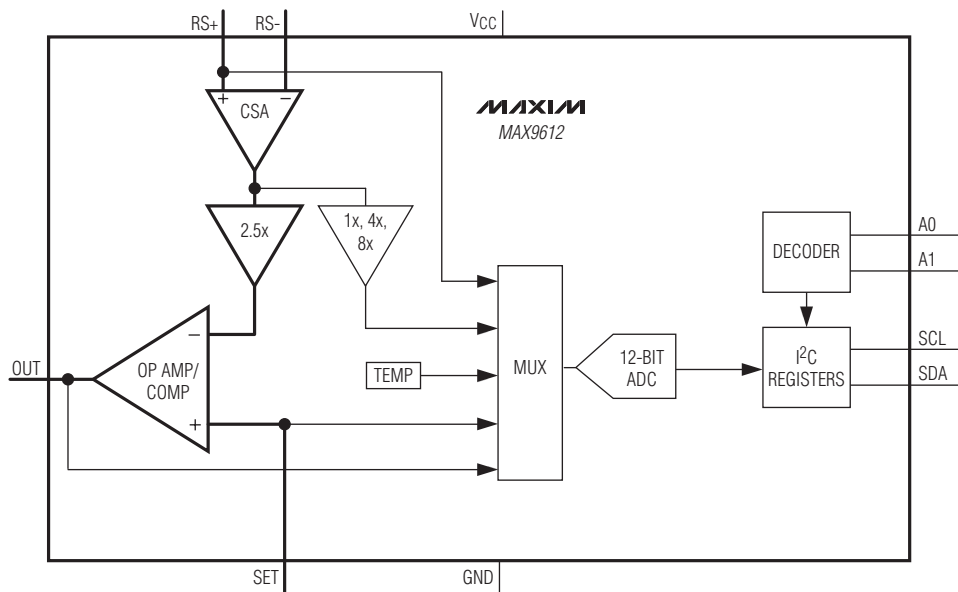 RS+ RS- VCC
CSA
+ −
MAXIM
MAX9612
2.5x
1x, 4x,
8x
DECODER
A0
A1
OUT
OP AMP/
COMP
−
+
TEMP
MUX
12-BIT
ADC
I2C
REGISTERS
SCL
SDA
SET
GND